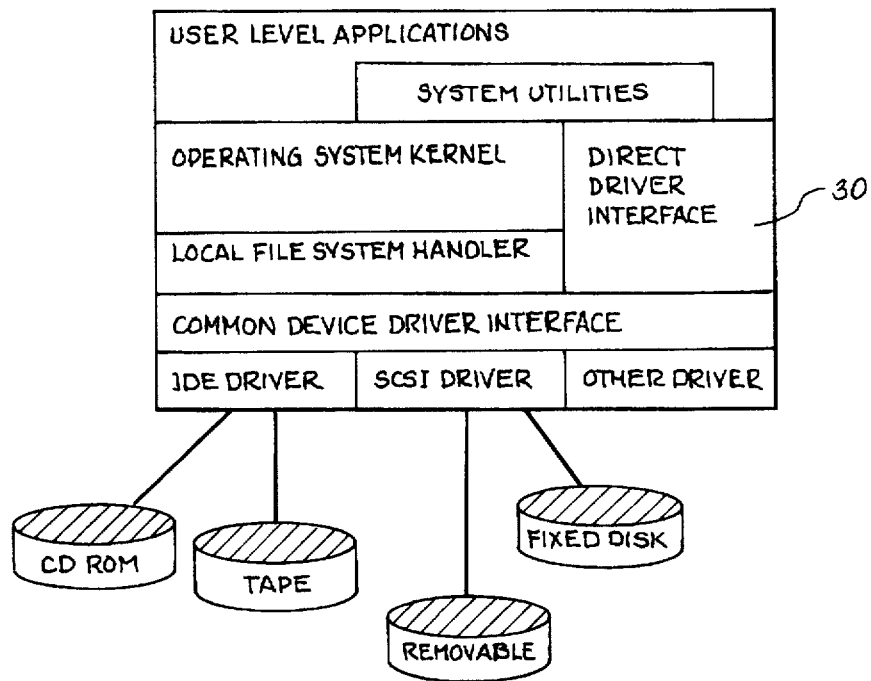 USER LEVEL APPLICATIONS
SYSTEM UTILITIES
OPERATING SYSTEM KERNEL
DIRECT
DRIVER
INTERFACE
30
LOCAL FILE SYSTEM HANDLER
COMMON DEVICE DRIVER INTERFACE
IDE DRIVER
SCSI DRIVER
OTHER DRIVER
CD ROM
TAPE
FIXED DISK
REMOVABLE